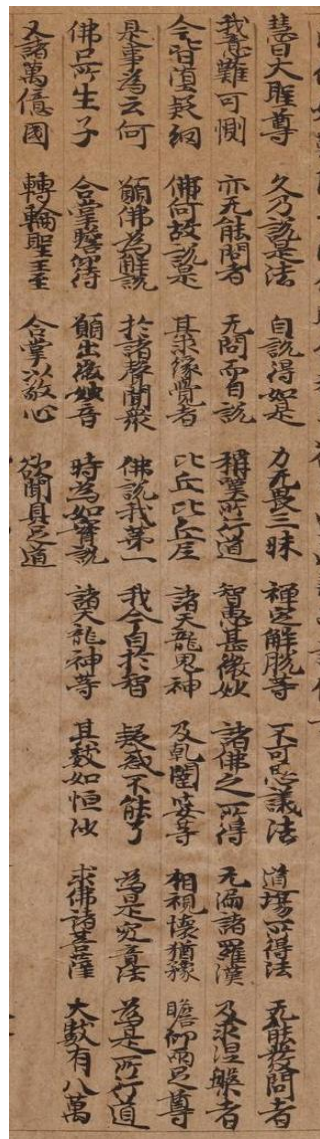 慧日大聖尊 久乃說是法 自說得如是 力无畏三昧 禪定解脫等 不可思議法 道場所得法 无能發問者
我意難可測 亦无能問者 无問而自說 稱嘆所行道 智慧甚微妙 諸佛之所得 无漏諸羅漢 及求涅槃者
今皆墮疑網 佛何故說是 其求緣覺者 比丘比丘尼 諸天龍鬼神 及乾闥婆等 相視懷猶豫 瞻仰兩足尊
是事為云何 願佛為解說 於諸聲聞衆 佛說我第一 我今自於智 疑惑不能了 為是究竟法 為是所行道
佛口所生子 合掌瞻仰待 願出微妙音 時為如實說 諸天龍神等 其數如恒沙 求佛諸菩薩 大數有八萬
又諸萬億國 轉輪聖王至 合掌以敬心 欲聞具足道